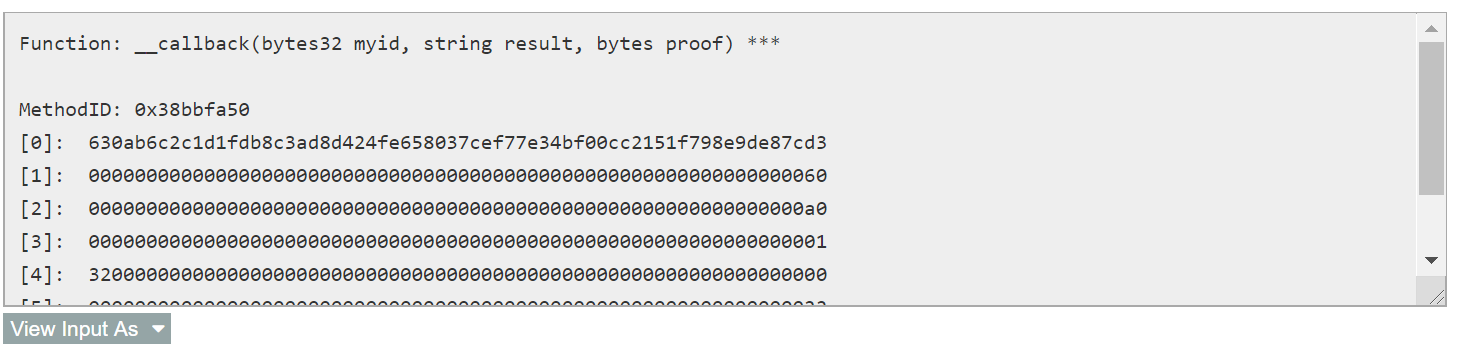 Function: __callback(bytes32 myid, string result, bytes proof) ***
MethodID: 0x38bbfa50
[0]: 630ab6c2c1d1fdb8c3ad8d424fe658037cef77e34bf00cc2151f798e9de87cd3
[1]: 0000000000000000000000000000000000000000000000000000000000000060
[2]: 00000000000000000000000000000000000000000000000000000000000000a0
[3]: 0000000000000000000000000000000000000000000000000000000000000001
[4]: 3200000000000000000000000000000000000000000000000000000000000000
View Input As